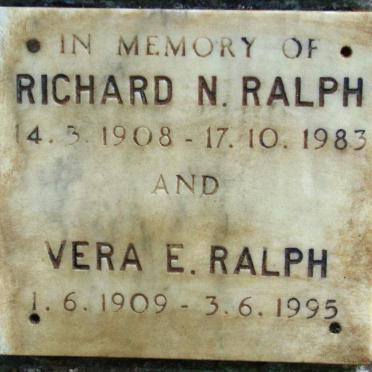 IN MEMORY OF
RICHARD N. RALPH
14. 3. 1908 - 17. 10. 1983
AND
VERA E. RALPH
1. 6. 1909 - 3. 6. 1995